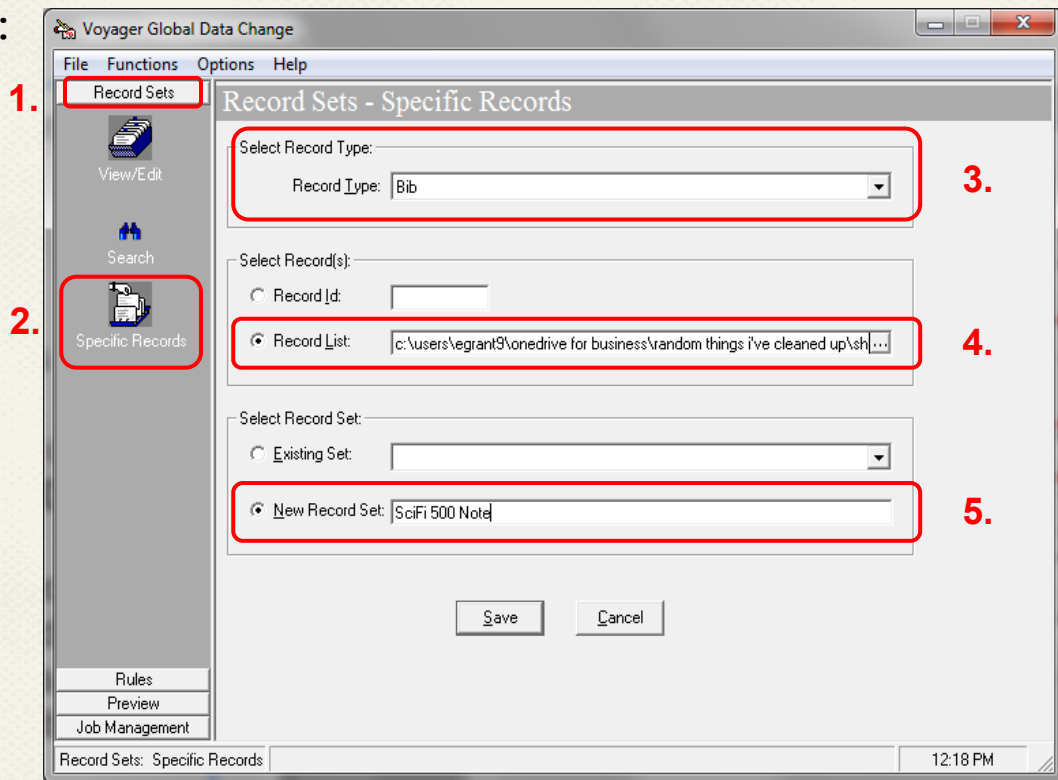 :
Voyager Global Data Change
File Functions Options Help
1.
Record Sets
View/Edit
Search
2.
Specific Records
Record Sets - Specific Records
Select Record Type:
Record Type: Bib
3.
Select Record(s):
Record Id:
Record List: c:\users\egrant9\onedrive for business\random things i've cleaned up\sh ...
4.
Select Record Set:
Existing Set:
New Record Set: SciFi 500 Note
5.
Save Cancel
Rules
Preview
Job Management
Record Sets: Specific Records 12:18 PM